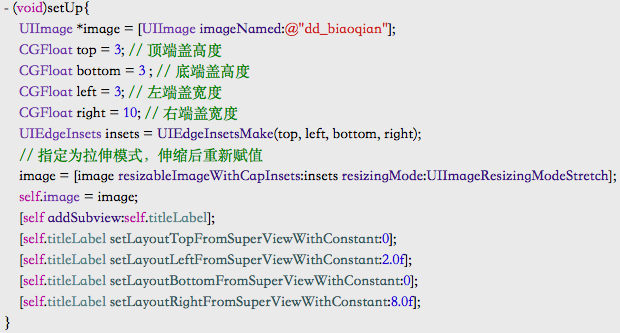 - (void)setUp{
UIImage *image = [UIImage imageNamed:@"dd_biaoqian"];
CGFloat top = 3; // 顶端盖高度
CGFloat bottom = 3 ; // 底端盖高度
CGFloat left = 3; // 左端盖宽度
CGFloat right = 10; // 右端盖宽度
UIEdgeInsets insets = UIEdgeInsetsMake(top, left, bottom, right);
// 指定为拉伸模式，伸缩后重新赋值
image = [image resizableImageWithCapInsets:insets resizingMode:UIImageResizingModeStretch];
self.image = image;
[self addSubview:self.titleLabel];
[self.titleLabel setLayoutTopFromSuperViewWithConstant:0];
[self.titleLabel setLayoutLeftFromSuperViewWithConstant:2.0f];
[self.titleLabel setLayoutBottomFromSuperViewWithConstant:0];
[self.titleLabel setLayoutRightFromSuperViewWithConstant:8.0f];
}